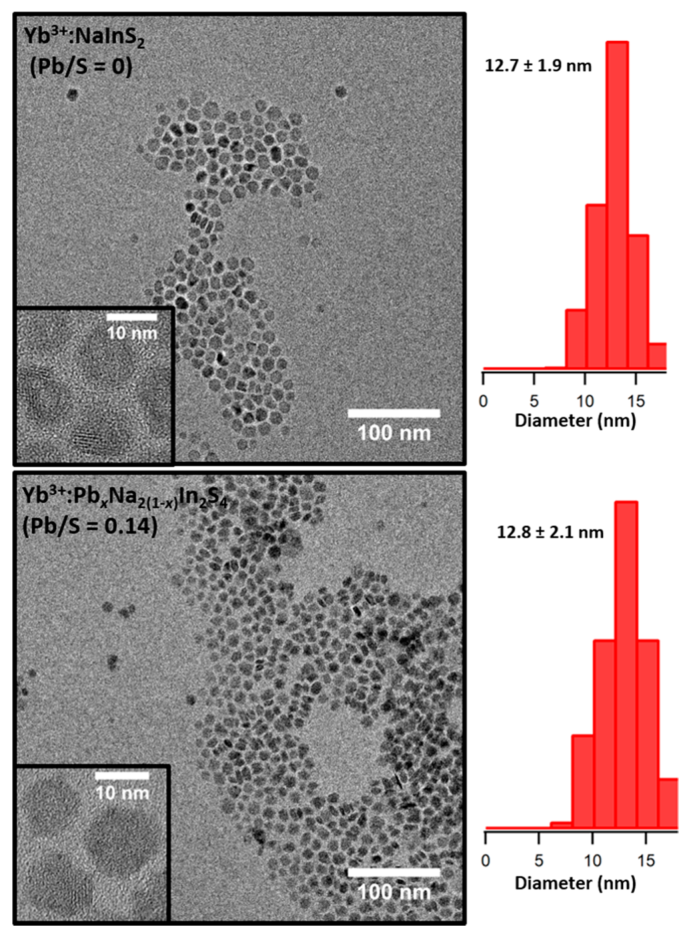 Yb³⁺:NaInS₂
(Pb/S = 0)
10 nm
100 nm
12.7 ± 1.9 nm
0 5 10 15
Diameter (nm)
Yb³⁺:PbₓNa₂₍₁₋ₓ₎In₂S₄
(Pb/S = 0.14)
10 nm
100 nm
12.8 ± 2.1 nm
0 5 10 15
Diameter (nm)